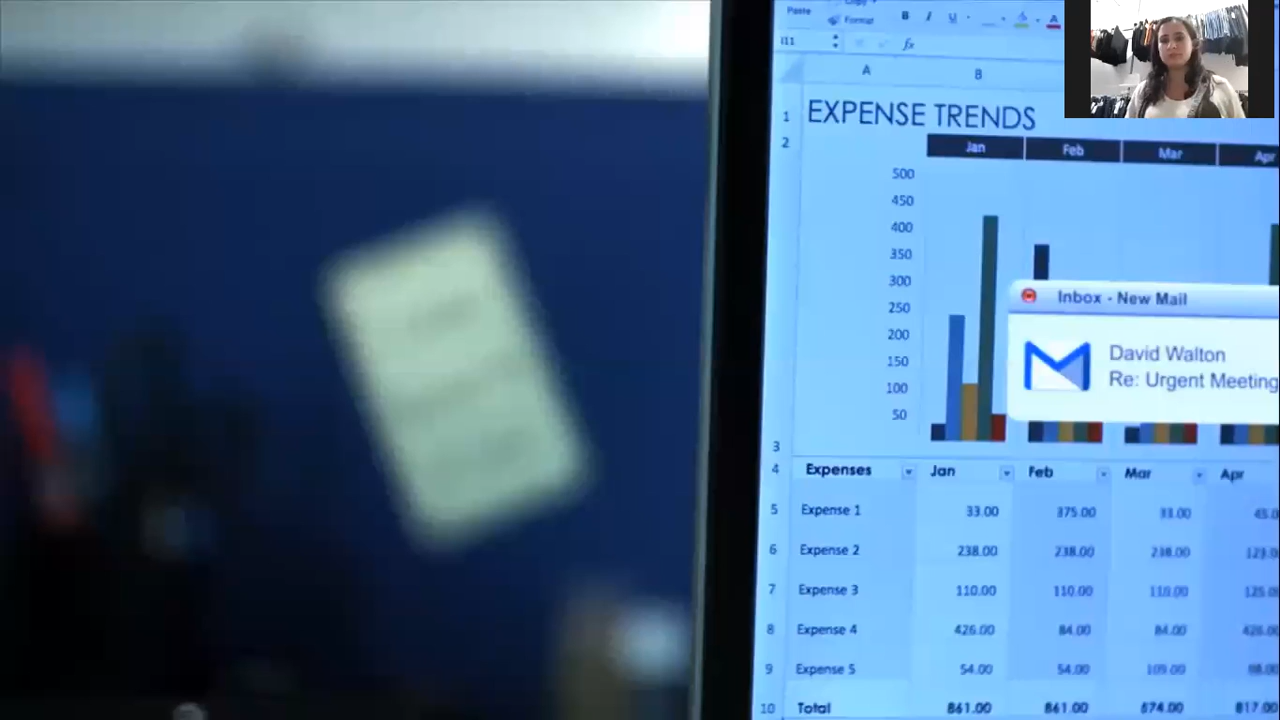 Paste
Copy
Format
B I U A
I11 fx
A B
1 EXPENSE TRENDS
2 Jan Feb Mar Apr
500
450
400
350
300
250
200
150
100
50
Inbox - New Mail
David Walton
Re: Urgent Meeting
3
4 Expenses Jan Feb Mar Apr
5 Expense 1 33.00 375.00 33.00
6 Expense 2 238.00 238.00 238.00
7 Expense 3 110.00 110.00 110.00
8 Expense 4 426.00 84.00 84.00
9 Expense 5 54.00 54.00 109.00
10 Total 861.00 861.00 574.00 817.00